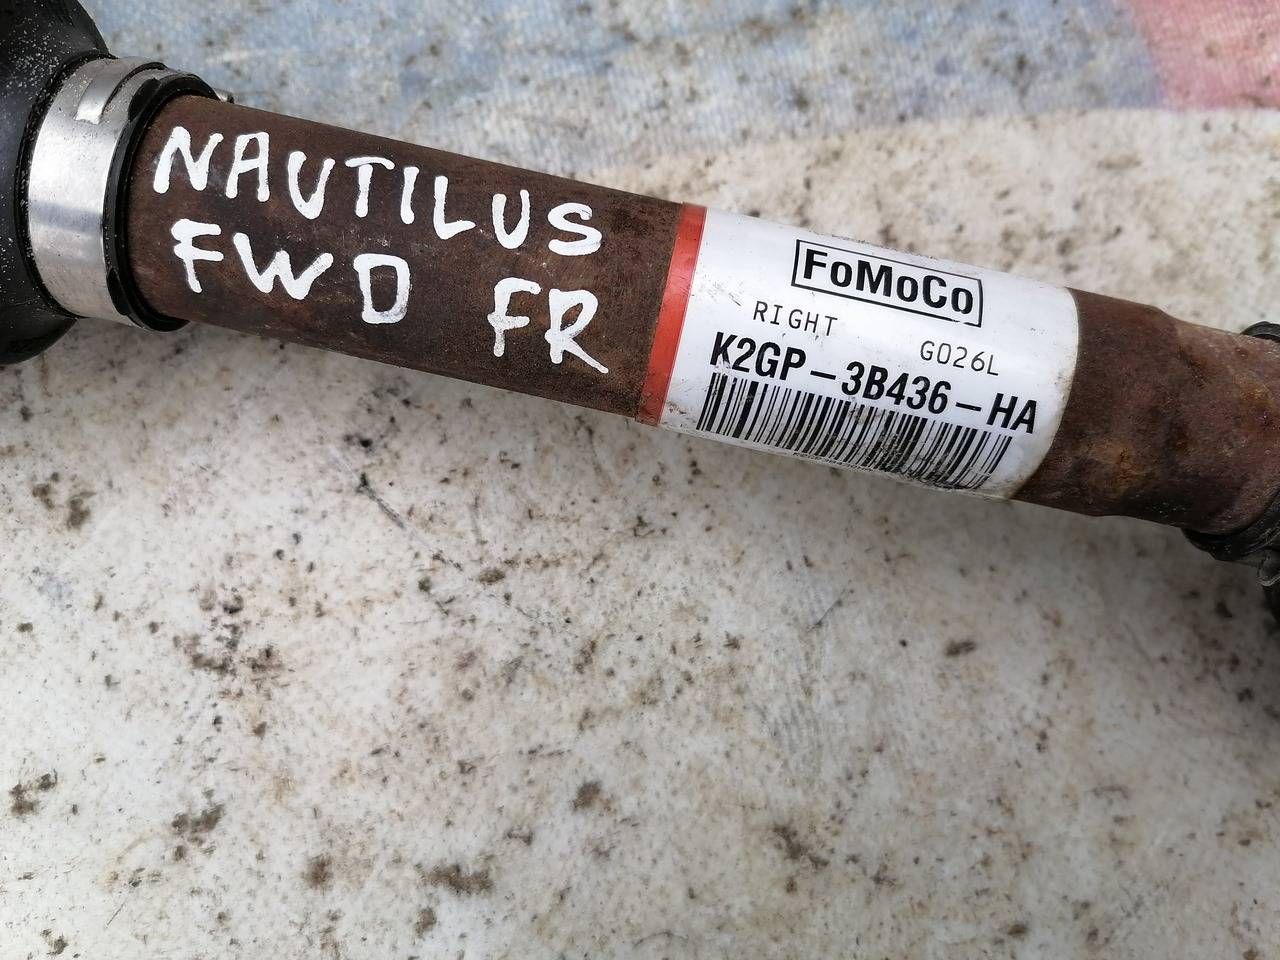 NAUTILUS
FWD FR
FoMoCo
RIGHT G026L
K2GP-3B436-HA